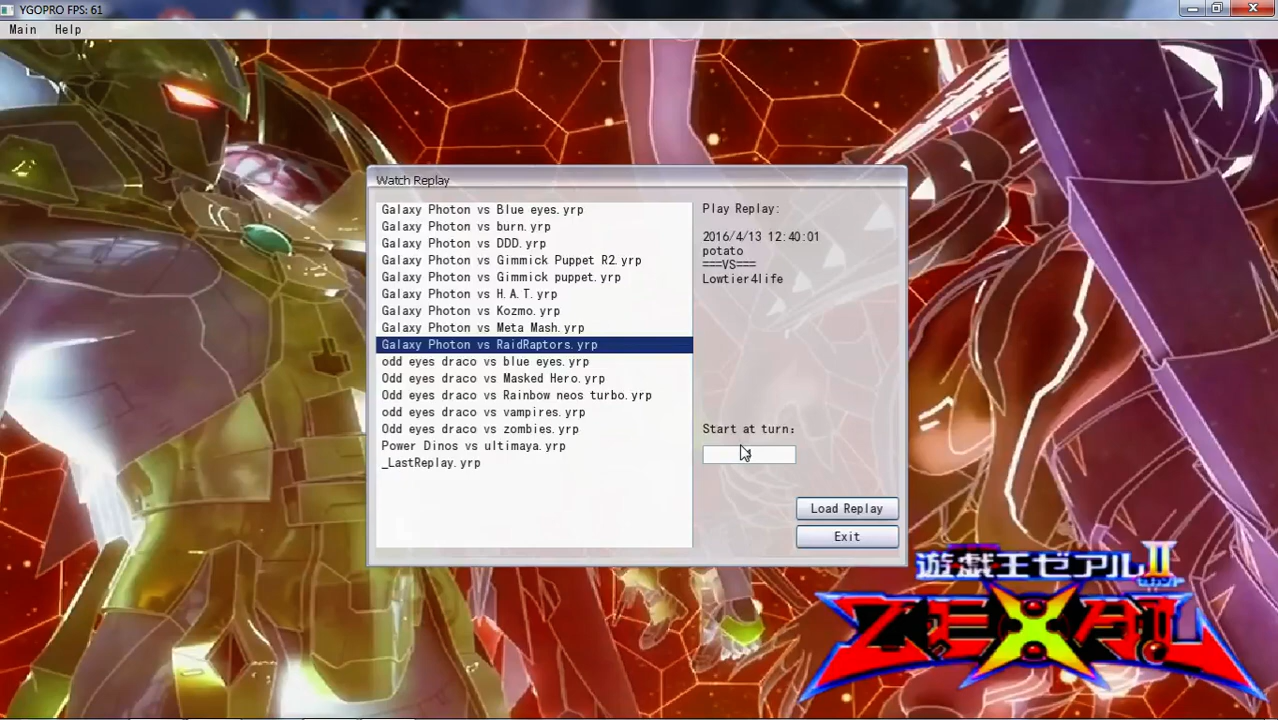 YGOPRO FPS: 61
Main Help
Watch Replay
Galaxy Photon vs Blue eyes.yrp
Galaxy Photon vs burn.yrp
Galaxy Photon vs DDD.yrp
Galaxy Photon vs Gimmick Puppet R2.yrp
Galaxy Photon vs Gimmick puppet.yrp
Galaxy Photon vs H.A.T.yrp
Galaxy Photon vs Kozmo.yrp
Galaxy Photon vs Meta Mash.yrp
Galaxy Photon vs RaidRaptors.yrp
odd eyes draco vs blue eyes.yrp
Odd eyes draco vs Masked Hero.yrp
Odd eyes draco vs Rainbow neos turbo.yrp
odd eyes draco vs vampires.yrp
Odd eyes draco vs zombies.yrp
Power Dinos vs ultimaya.yrp
_LastReplay.yrp
Play Replay:
2016/4/13 12:40:01
potato
===VS===
Lowtier4life
Start at turn:
Load Replay
Exit
遊戯王ゼアルⅡ
セカンド
ZEXAL